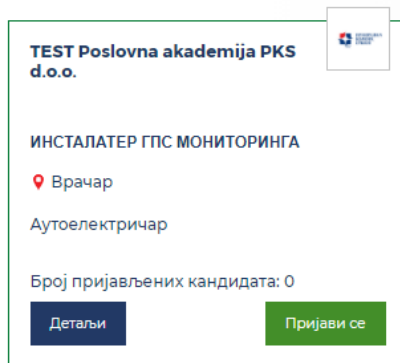 TEST Poslovna akademija PKS
d.o.o.
ИНСТАЛАТЕР ГПС МОНИТОРИНГА
Врачар
Аутоелектричар
Број пријављених кандидата: 0
Детаљи
Пријави се